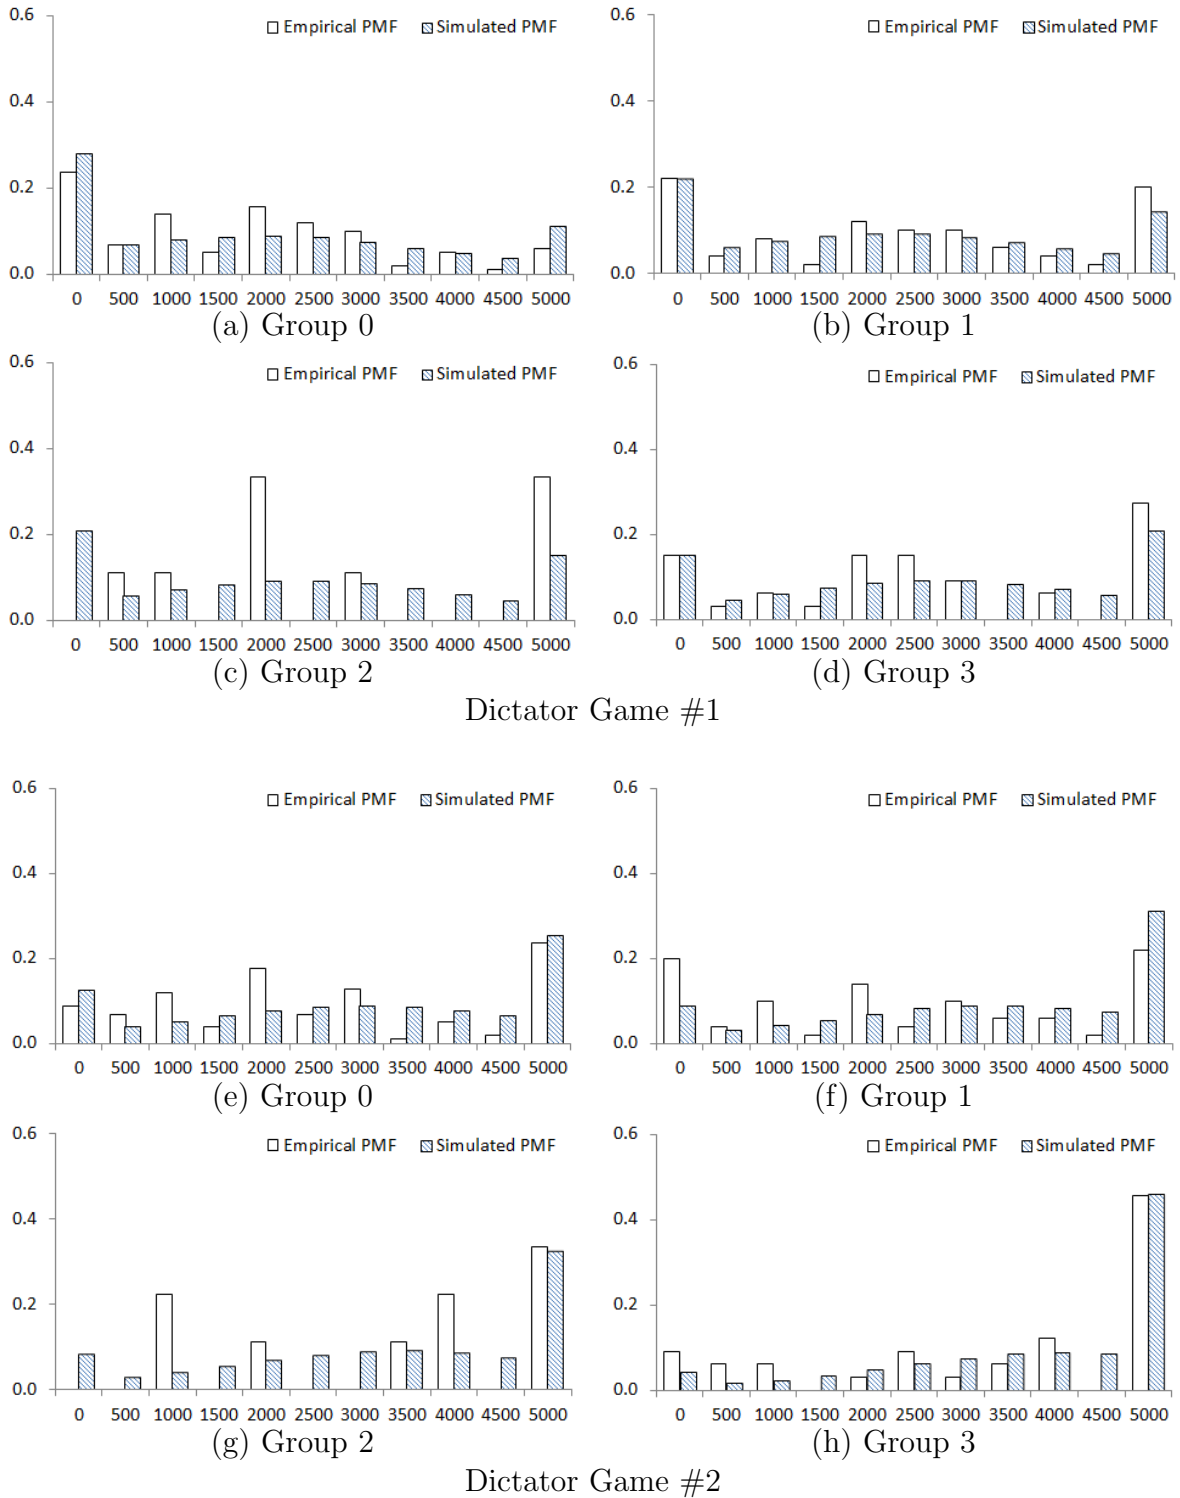 0.6 Empirical PMF Simulated PMF
0.4
0.2
0.0
0 500 1000 1500 2000 2500 3000 3500 4000 4500 5000
(a) Group 0
0.6 Empirical PMF Simulated PMF
0.4
0.2
0.0
0 500 1000 1500 2000 2500 3000 3500 4000 4500 5000
(b) Group 1
0.6 Empirical PMF Simulated PMF
0.4
0.2
0.0
0 500 1000 1500 2000 2500 3000 3500 4000 4500 5000
(c) Group 2
0.6 Empirical PMF Simulated PMF
0.4
0.2
0.0
0 500 1000 1500 2000 2500 3000 3500 4000 4500 5000
(d) Group 3
Dictator Game #1
0.6 Empirical PMF Simulated PMF
0.4
0.2
0.0
0 500 1000 1500 2000 2500 3000 3500 4000 4500 5000
(e) Group 0
0.6 Empirical PMF Simulated PMF
0.4
0.2
0.0
0 500 1000 1500 2000 2500 3000 3500 4000 4500 5000
(f) Group 1
0.6 Empirical PMF Simulated PMF
0.4
0.2
0.0
0 500 1000 1500 2000 2500 3000 3500 4000 4500 5000
(g) Group 2
0.6 Empirical PMF Simulated PMF
0.4
0.2
0.0
0 500 1000 1500 2000 2500 3000 3500 4000 4500 5000
(h) Group 3
Dictator Game #2